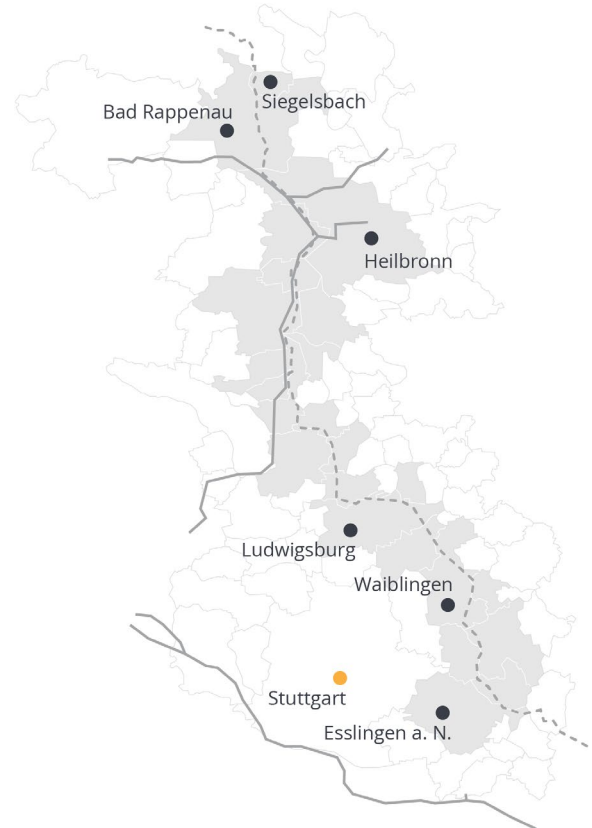 Siegelsbach
Bad Rappenau
Heilbronn
Ludwigsburg
Waiblingen
Stuttgart
Esslingen a. N.